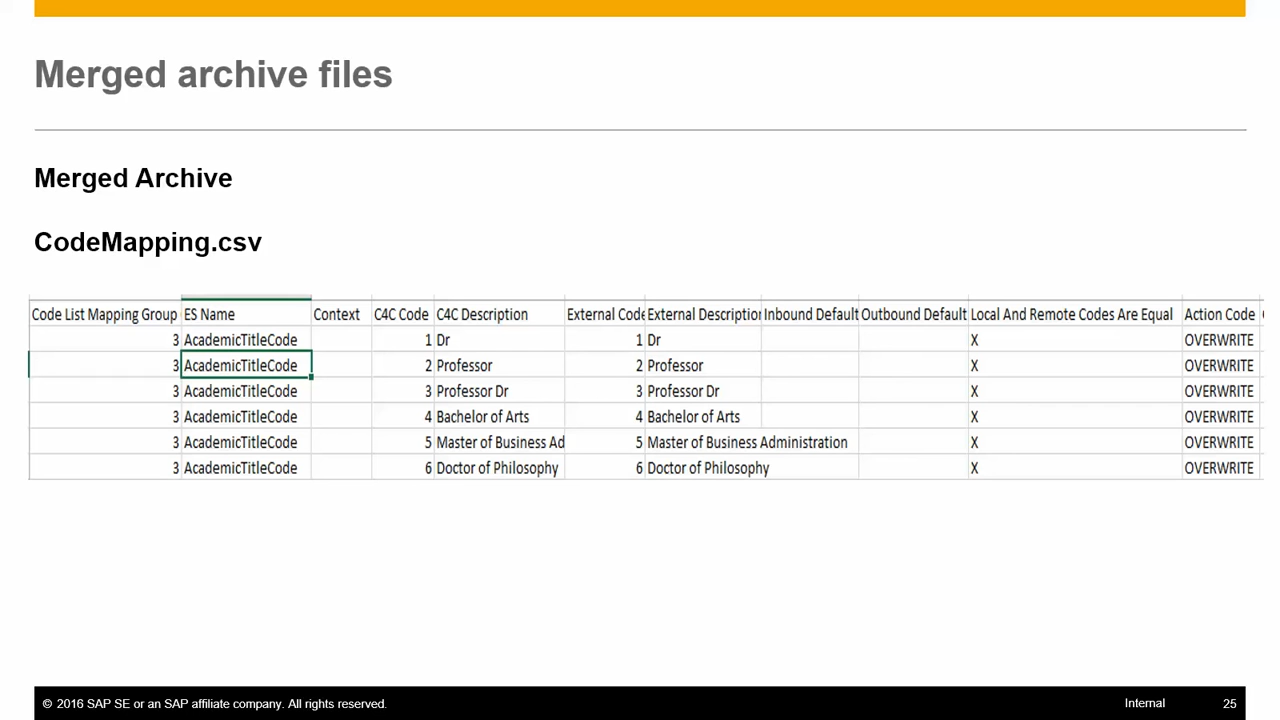 Merged archive files
Merged Archive
CodeMapping.csv
Code List Mapping Group ES Name Context C4C Code C4C Description External Code External Description Inbound Default Outbound Default Local And Remote Codes Are Equal Action Code
3 AcademicTitleCode 1 Dr 1 Dr X OVERWRITE
3 AcademicTitleCode 2 Professor 2 Professor X OVERWRITE
3 AcademicTitleCode 3 Professor Dr 3 Professor Dr X OVERWRITE
3 AcademicTitleCode 4 Bachelor of Arts 4 Bachelor of Arts X OVERWRITE
3 AcademicTitleCode 5 Master of Business Ad 5 Master of Business Administration X OVERWRITE
3 AcademicTitleCode 6 Doctor of Philosophy 6 Doctor of Philosophy X OVERWRITE
© 2016 SAP SE or an SAP affiliate company. All rights reserved. Internal 25